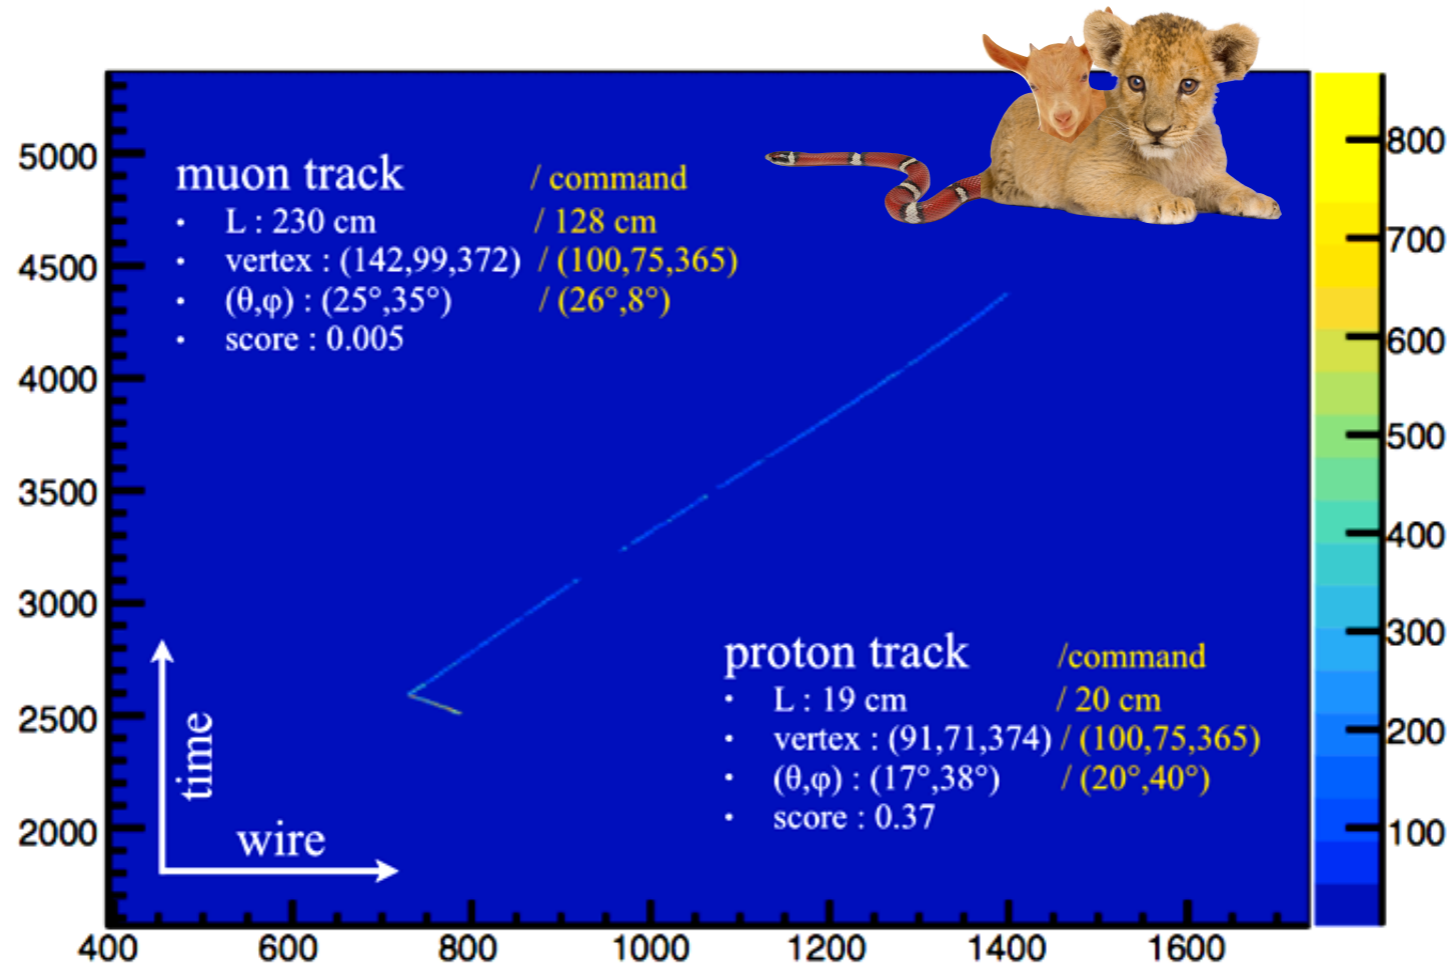 muon track / command
• L : 230 cm / 128 cm
• vertex : (142,99,372) / (100,75,365)
• (θ,φ) : (25°,35°) / (26°,8°)
• score : 0.005
proton track /command
• L : 19 cm / 20 cm
• vertex : (91,71,374) / (100,75,365)
• (θ,φ) : (17°,38°) / (20°,40°)
• score : 0.37
time
wire
5000
4500
4000
3500
3000
2500
2000
400 600 800 1000 1200 1400 1600
800
700
600
500
400
300
200
100